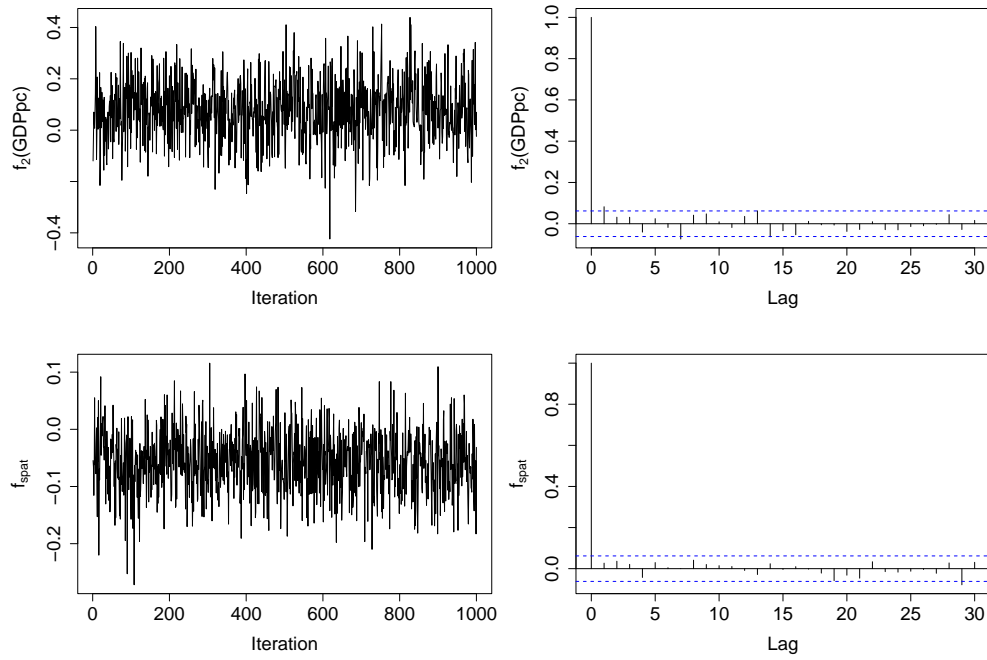 f2(GDPpc)
−0.4 0.0 0.2 0.4
0 200 400 600 800 1000
Iteration
f2(GDPpc)
0.0 0.2 0.4 0.6 0.8 1.0
0 5 10 15 20 25 30
Lag
fspat
−0.2 −0.1 0.0 0.1
0 200 400 600 800 1000
Iteration
fspat
0.0 0.4 0.8
0 5 10 15 20 25 30
Lag